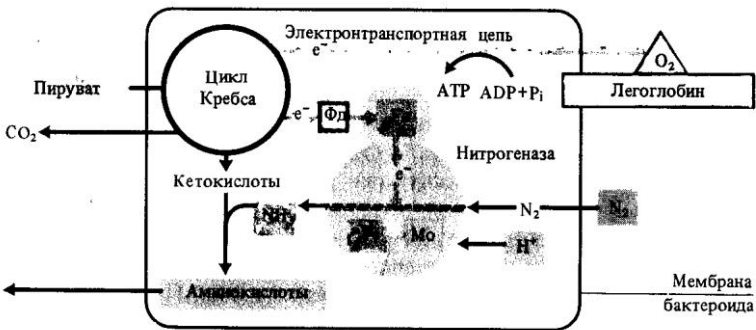 Электронтранспортная цепь
e⁻
O₂
Цикл
Кребса
Пируват
ATP ADP+Pᵢ
Легоглобин
e⁻
Фд
CO₂
Нитрогеназа
e⁻
Кетокислоты
NH₃
N₂
N₂
Mo
H⁺
Аминокислоты
Мембрана
бактероида